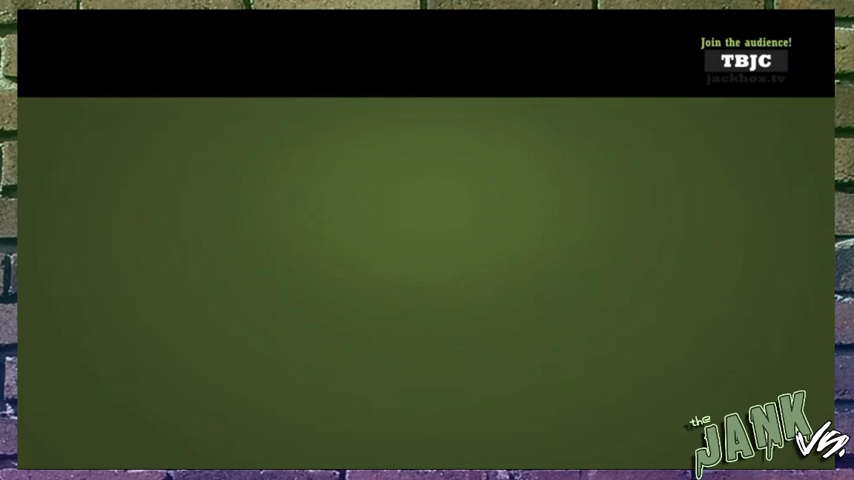 Join the audience!
TBJC
jackbox.tv
the
JANK
VS.